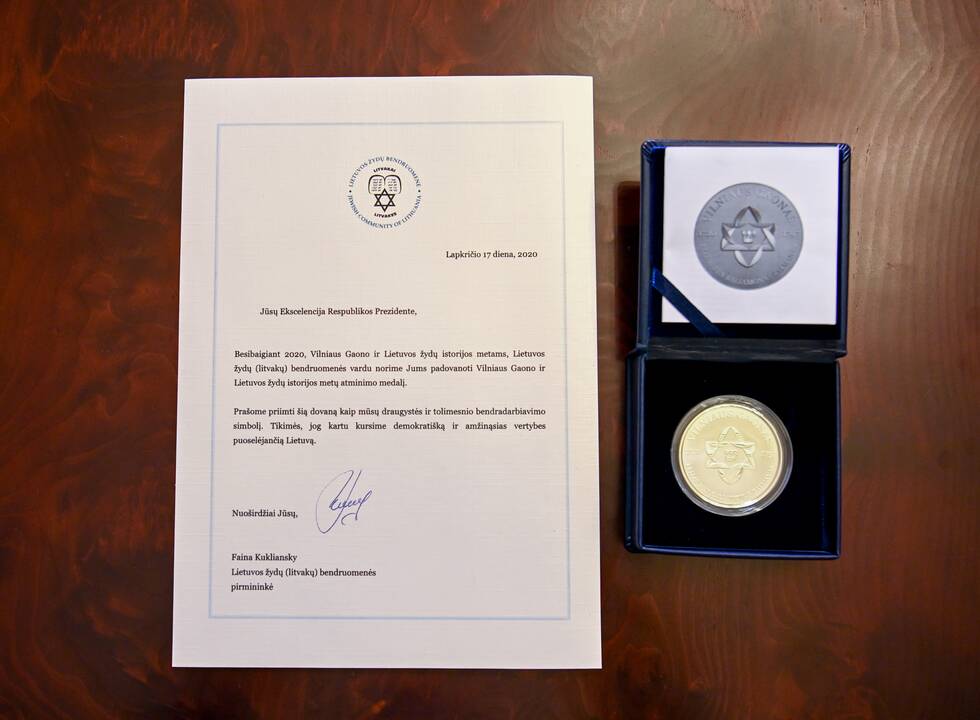 LIETUVOS ŽYDŲ BENDRUOMENĖ
LITVAKAI
LITVAKES
JEWISH COMMUNITY OF LITHUANIA
Lapkričio 17 diena, 2020
Jūsų Ekscelencija Respublikos Prezidente,
Besibaigiant 2020, Vilniaus Gaono ir Lietuvos žydų istorijos metams, Lietuvos
žydų (litvakų) bendruomenės vardu norime Jums padovanoti Vilniaus Gaono ir
Lietuvos žydų istorijos metų atminimo medalį.
Prašome priimti šią dovaną kaip mūsų draugystės ir tolimesnio bendradarbiavimo
simbolį. Tikimės, jog kartu kursime demokratišką ir amžinąsias vertybes
puoselėjančią Lietuvą.
Nuoširdžiai Jūsų,
Faina Kukliansky
Lietuvos žydų (litvakų) bendruomenės
pirmininkė
VILNIAUS GAONAS
VILNIAUS GAONAS